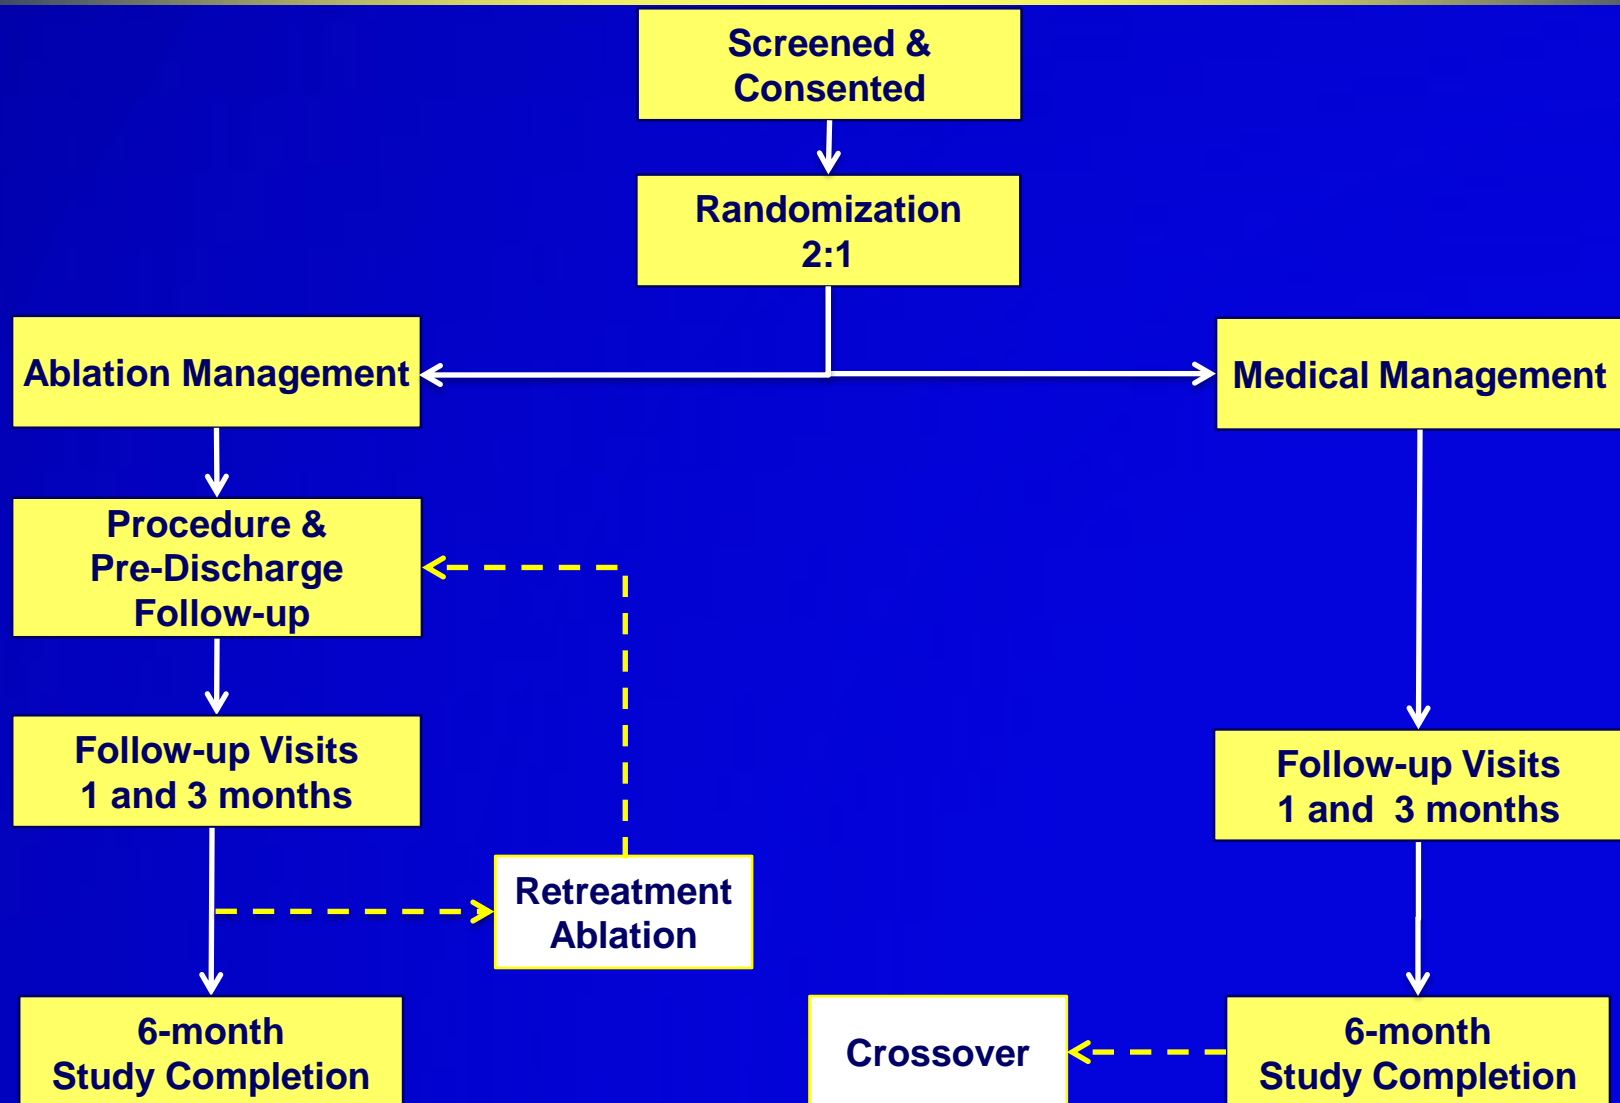 Screened &
Consented
Randomization
2:1
Ablation Management
Medical Management
Procedure &
Pre-Discharge
Follow-up
Follow-up Visits
1 and 3 months
Follow-up Visits
1 and  3 months
Retreatment
Ablation
6-month
Study Completion
Crossover
6-month
Study Completion